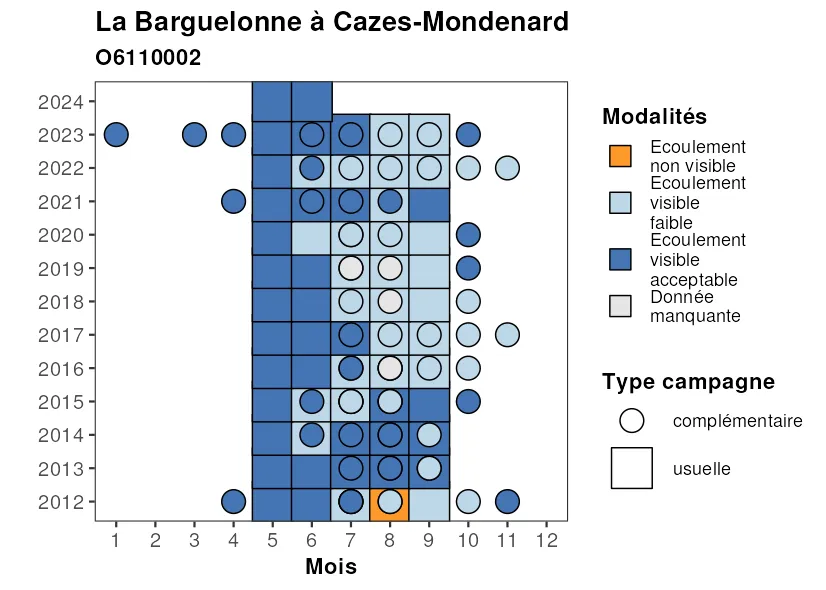 La Barguelonne à Cazes-Mondenard
O6110002
2024
2023
2022
2021
2020
2019
2018
2017
2016
2015
2014
2013
2012
1 2 3 4 5 6 7 8 9 10 11 12
Mois
Modalités
Ecoulement
non visible
Ecoulement
visible
faible
Ecoulement
visible
acceptable
Donnée
manquante
Type campagne
complémentaire
usuelle